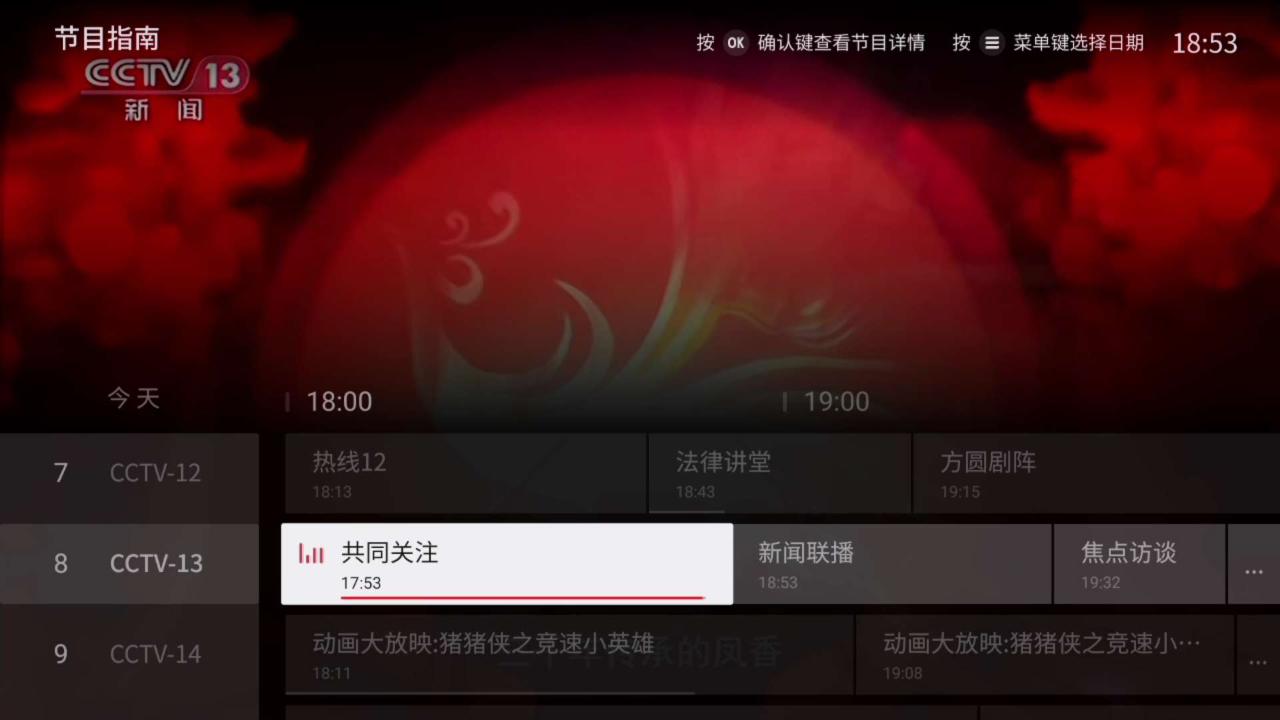 节目指南
按 OK 确认键查看节目详情 按 ☰ 菜单键选择日期 18:53
CCTV 13
新 闻
今天 18:00 19:00
7 CCTV-12
热线12
18:13
法律讲堂
18:43
方圆剧阵
19:15
8 CCTV-13
共同关注
17:53
新闻联播
18:53
焦点访谈
19:32
...
9 CCTV-14
动画大放映:猪猪侠之竞速小英雄
18:11
动画大放映:猪猪侠之竞速小…
19:08
...
的凤香